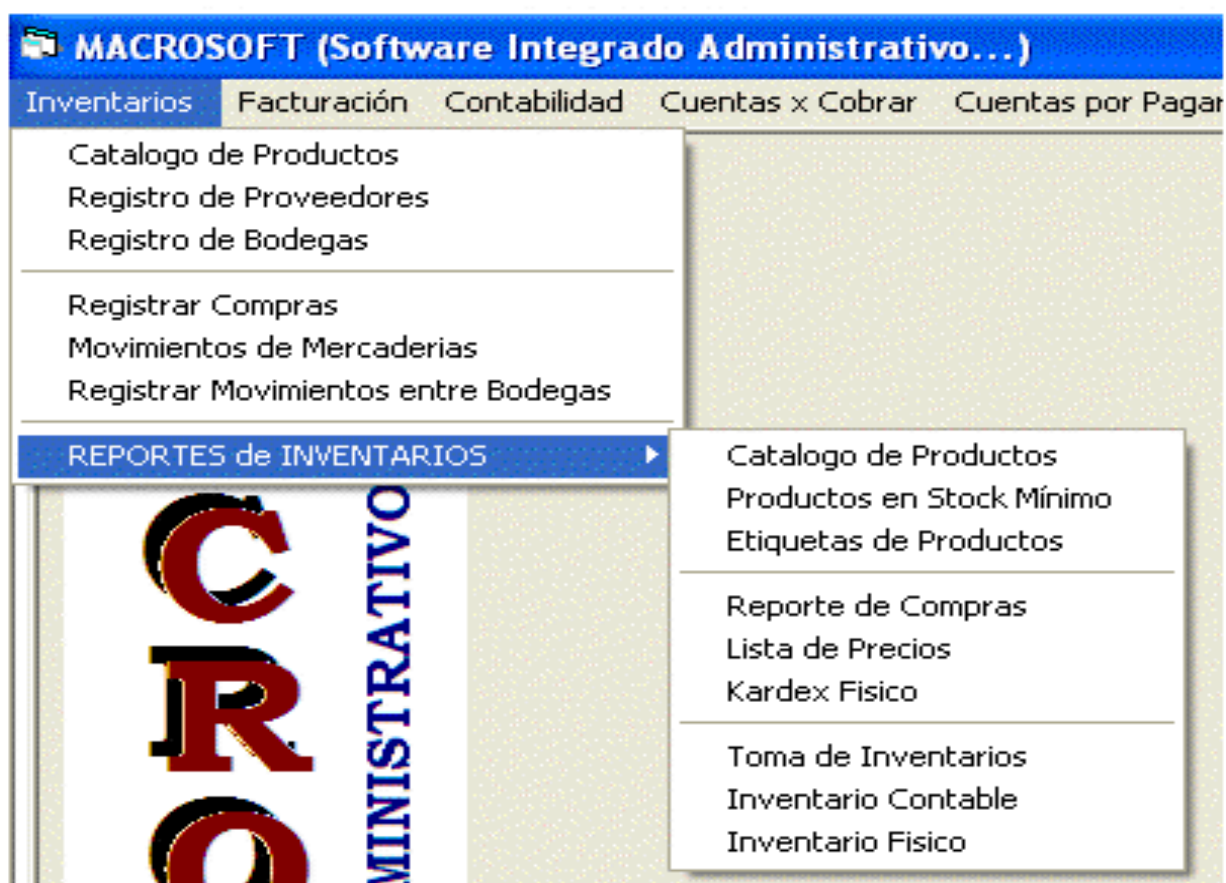 MACROSOFT (Software Integrado Administrativo...)
Inventarios Facturación Contabilidad Cuentas x Cobrar Cuentas por Pagar
Catalogo de Productos
Registro de Proveedores
Registro de Bodegas
Registrar Compras
Movimientos de Mercaderias
Registrar Movimientos entre Bodegas
REPORTES de INVENTARIOS
Catalogo de Productos
Productos en Stock Mínimo
Etiquetas de Productos
Reporte de Compras
Lista de Precios
Kardex Fisico
Toma de Inventarios
Inventario Contable
Inventario Fisico
CRO
MINISTRATIVO